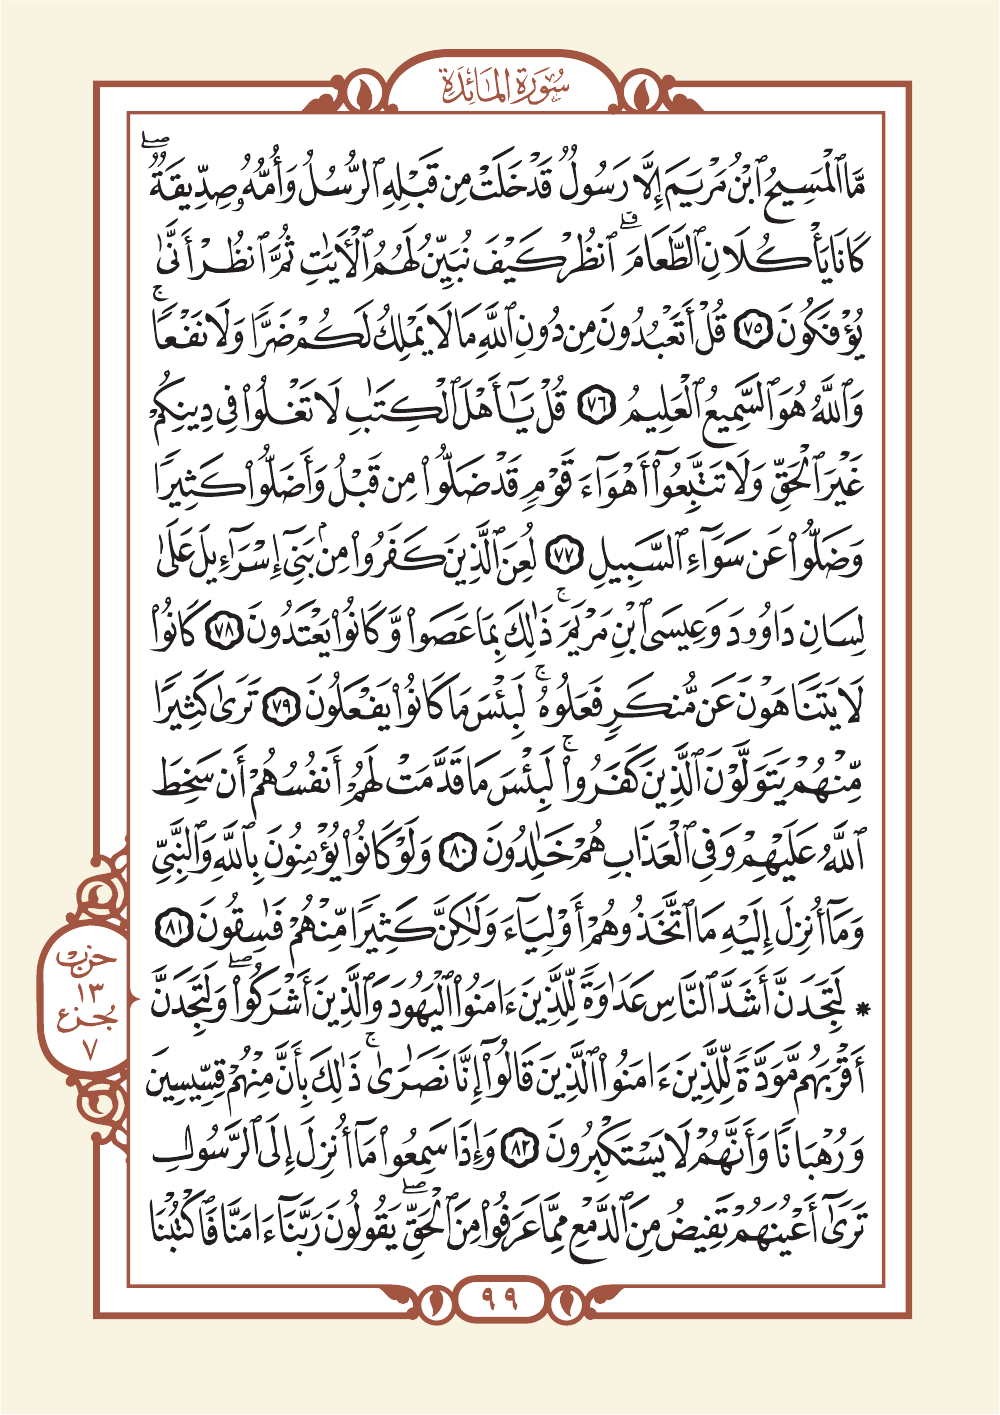 سُورَةُ المَائِدَةِ
مَّا ٱلْمَسِيحُ ٱبْنُ مَرْيَمَ إِلَّا رَسُولٌ قَدْ خَلَتْ مِن قَبْلِهِ ٱلرُّسُلُ وَأُمُّهُۥ صِدِّيقَةٌۖ
كَانَا يَأْكُلَانِ ٱلطَّعَامَۗ ٱنظُرْ كَيْفَ نُبَيِّنُ لَهُمُ ٱلْأٓيَٰتِ ثُمَّ ٱنظُرْ أَنَّىٰ
يُؤْفَكُونَ ٧٥ قُلْ أَتَعْبُدُونَ مِن دُونِ ٱللَّهِ مَا لَا يَمْلِكُ لَكُمْ ضَرًّا وَلَا نَفْعًاۚ
وَٱللَّهُ هُوَ ٱلسَّمِيعُ ٱلْعَلِيمُ ٧٦ قُلْ يَٰٓأَهْلَ ٱلْكِتَٰبِ لَا تَغْلُوا۟ فِى دِينِكُمْ
غَيْرَ ٱلْحَقِّ وَلَا تَتَّبِعُوٓا۟ أَهْوَآءَ قَوْمٍ قَدْ ضَلُّوا۟ مِن قَبْلُ وَأَضَلُّوا۟ كَثِيرًا
وَضَلُّوا۟ عَن سَوَآءِ ٱلسَّبِيلِ ٧٧ لُعِنَ ٱلَّذِينَ كَفَرُوا۟ مِنۢ بَنِىٓ إِسْرَٰٓءِيلَ عَلَىٰ
لِسَانِ دَاوُۥدَ وَعِيسَى ٱبْنِ مَرْيَمَۚ ذَٰلِكَ بِمَا عَصَوا۟ وَّكَانُوا۟ يَعْتَدُونَ ٧٨ كَانُوا۟
لَا يَتَنَاهَوْنَ عَن مُّنكَرٍ فَعَلُوهُۚ لَبِئْسَ مَا كَانُوا۟ يَفْعَلُونَ ٧٩ تَرَىٰ كَثِيرًا
مِّنْهُمْ يَتَوَلَّوْنَ ٱلَّذِينَ كَفَرُوا۟ۚ لَبِئْسَ مَا قَدَّمَتْ لَهُمْ أَنفُسُهُمْ أَن سَخِطَ
ٱللَّهُ عَلَيْهِمْ وَفِى ٱلْعَذَابِ هُمْ خَٰلِدُونَ ٨٠ وَلَوْ كَانُوا۟ يُؤْمِنُونَ بِٱللَّهِ وَٱلنَّبِىِّ
وَمَآ أُنزِلَ إِلَيْهِ مَا ٱتَّخَذُوهُمْ أَوْلِيَآءَ وَلَٰكِنَّ كَثِيرًا مِّنْهُمْ فَٰسِقُونَ ٨١
* لَتَجِدَنَّ أَشَدَّ ٱلنَّاسِ عَدَٰوَةً لِّلَّذِينَ ءَامَنُوا۟ ٱلْيَهُودَ وَٱلَّذِينَ أَشْرَكُوا۟ۖ وَلَتَجِدَنَّ
أَقْرَبَهُم مَّوَدَّةً لِّلَّذِينَ ءَامَنُوا۟ ٱلَّذِينَ قَالُوٓا۟ إِنَّا نَصَٰرَىٰۚ ذَٰلِكَ بِأَنَّ مِنْهُمْ قِسِّيسِينَ
وَرُهْبَانًا وَأَنَّهُمْ لَا يَسْتَكْبِرُونَ ٨٢ وَإِذَا سَمِعُوا۟ مَآ أُنزِلَ إِلَى ٱلرَّسُولِ
تَرَىٰٓ أَعْيُنَهُمْ تَفِيضُ مِنَ ٱلدَّمْعِ مِمَّا عَرَفُوا۟ مِنَ ٱلْحَقِّۖ يَقُولُونَ رَبَّنَآ ءَامَنَّا فَٱكْتُبْنَا
حزب
١٣
جزء
٧
٩٩